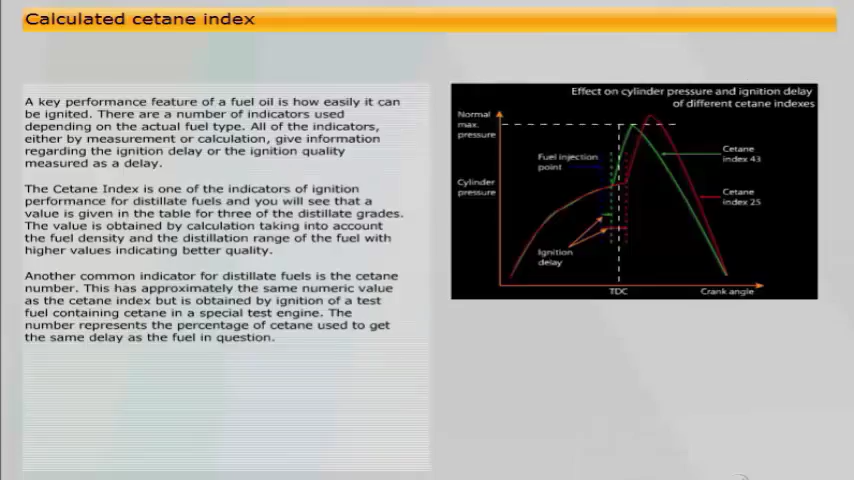 Calculated cetane index
A key performance feature of a fuel oil is how easily it can
be ignited. There are a number of indicators used
depending on the actual fuel type. All of the indicators,
either by measurement or calculation, give information
regarding the ignition delay or the ignition quality
measured as a delay.
The Cetane Index is one of the indicators of ignition
performance for distillate fuels and you will see that a
value is given in the table for three of the distillate grades.
The value is obtained by calculation taking into account
the fuel density and the distillation range of the fuel with
higher values indicating better quality.
Another common indicator for distillate fuels is the cetane
number. This has approximately the same numeric value
as the cetane index but is obtained by ignition of a test
fuel containing cetane in a special test engine. The
number represents the percentage of cetane used to get
the same delay as the fuel in question.
Effect on cylinder pressure and ignition delay
of different cetane indexes
Normal
max.
pressure
Fuel injection
point
Cetane
index 43
Cylinder
pressure
Cetane
index 25
Ignition
delay
TDC
Crank angle